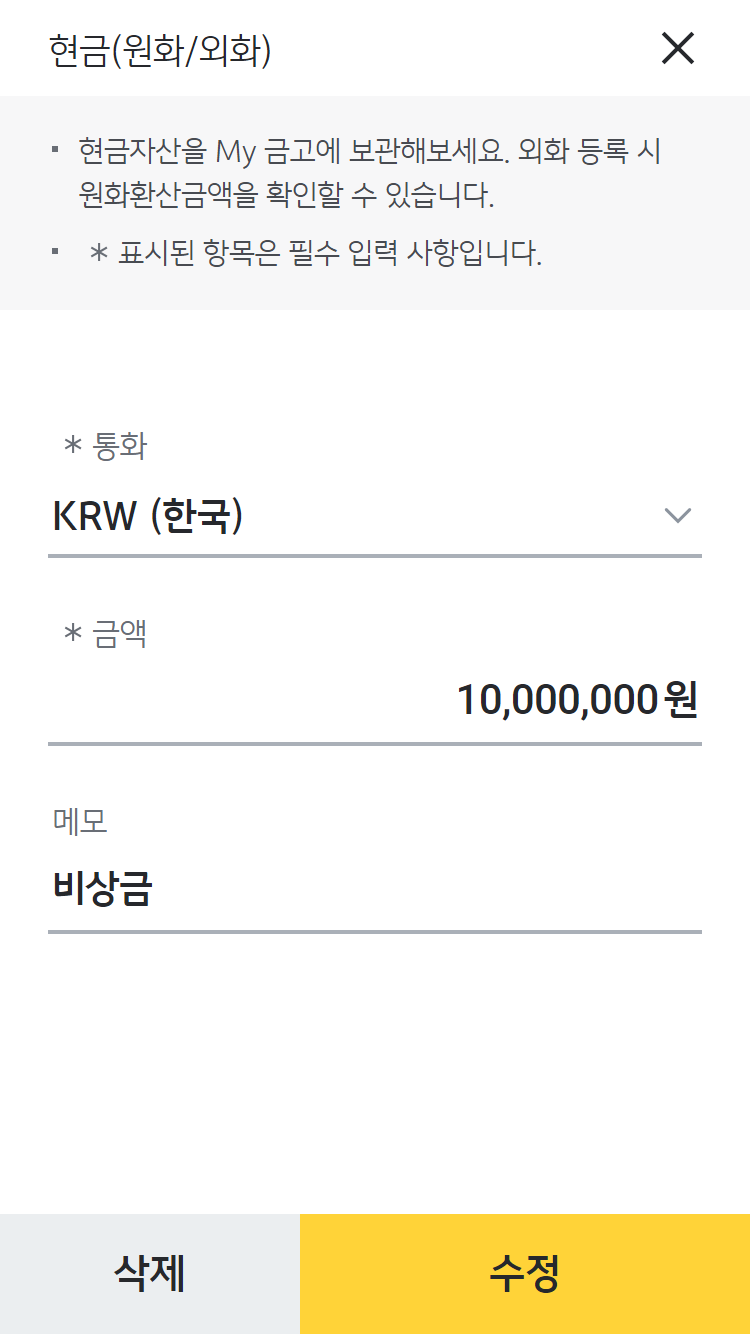 현금(원화/외화)
현금자산을 My 금고에 보관해보세요. 외화 등록 시
원화환산금액을 확인할 수 있습니다.
* 표시된 항목은 필수 입력 사항입니다.
* 통화
KRW (한국)
* 금액
10,000,000원
메모
비상금
삭제
수정